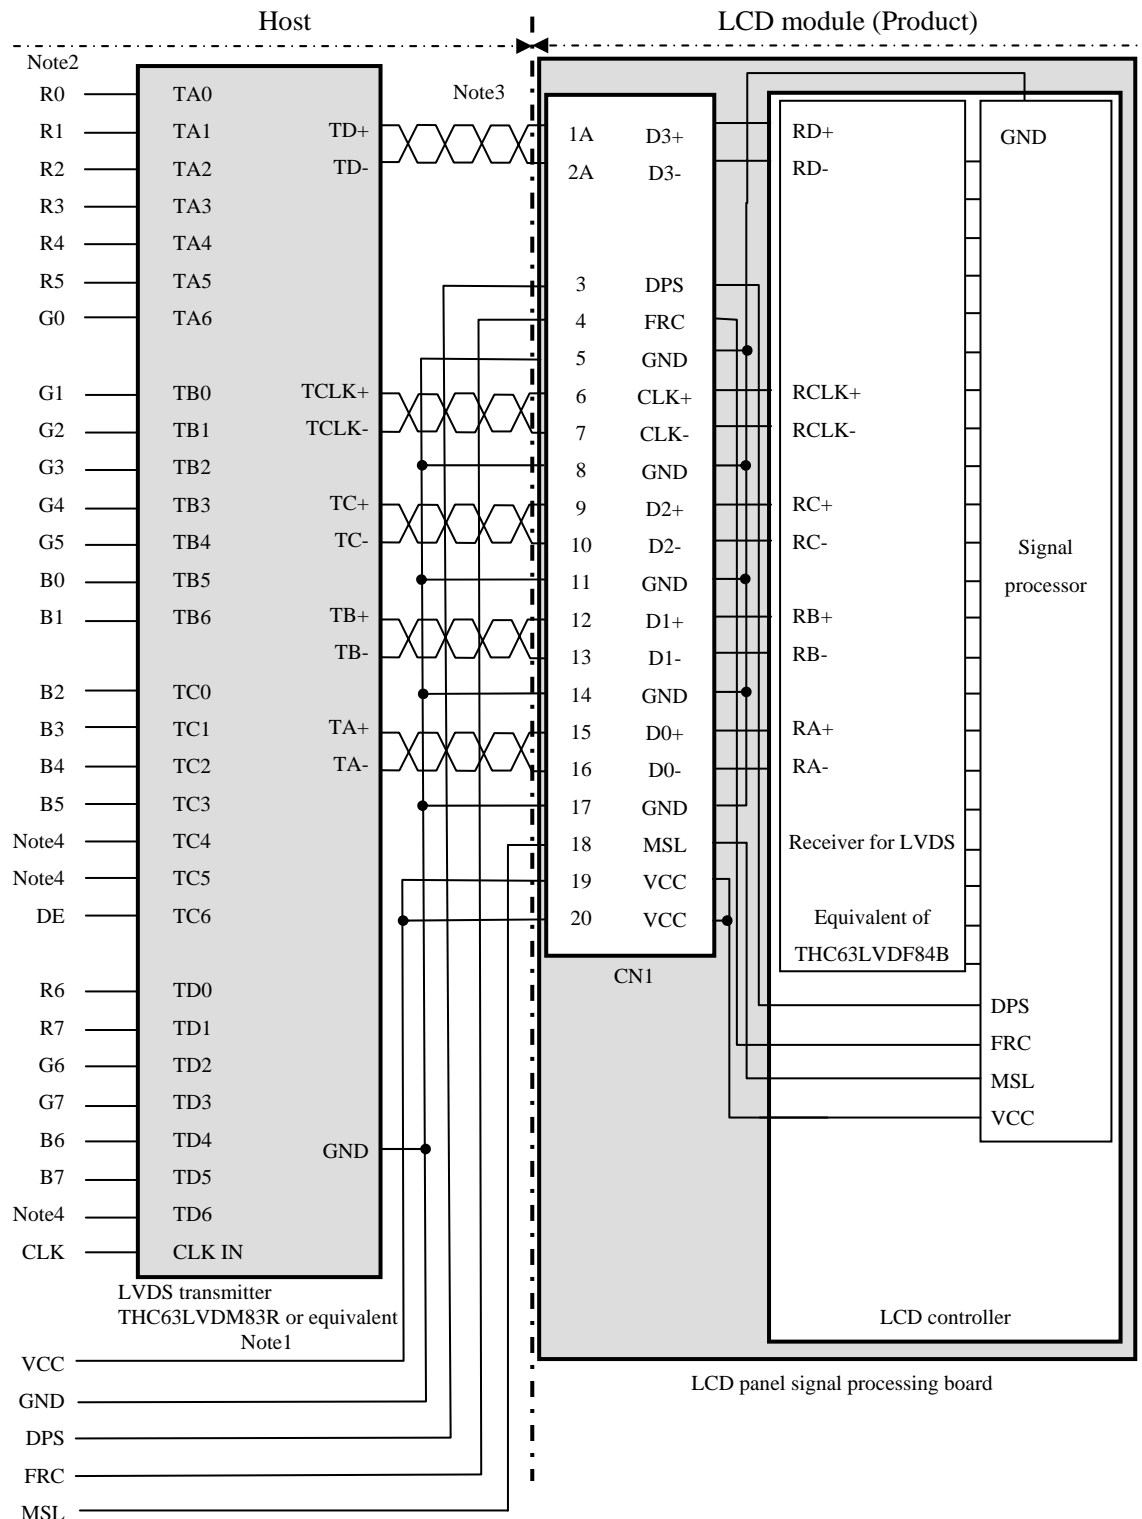 Host LCD module (Product)
Note2
R0 TA0 Note3
R1 TA1 TD+ 1A D3+ RD+ GND
R2 TA2 TD- 2A D3- RD-
R3 TA3
R4 TA4
R5 TA5 3 DPS
G0 TA6 4 FRC
5 GND
G1 TB0 TCLK+ 6 CLK+ RCLK+
G2 TB1 TCLK- 7 CLK- RCLK-
G3 TB2 8 GND
G4 TB3 TC+ 9 D2+ RC+
G5 TB4 TC- 10 D2- RC- Signal
B0 TB5 11 GND processor
B1 TB6 TB+ 12 D1+ RB+
TB- 13 D1- RB-
B2 TC0 14 GND
B3 TC1 TA+ 15 D0+ RA+
B4 TC2 TA- 16 D0- RA-
B5 TC3 17 GND
Note4 TC4 18 MSL Receiver for LVDS
Note4 TC5 19 VCC
DE TC6 20 VCC Equivalent of
THC63LVDF84B
CN1
R6 TD0 DPS
R7 TD1 FRC
G6 TD2 MSL
G7 TD3 VCC
B6 TD4 GND
B7 TD5
Note4 TD6
CLK CLK IN
LVDS transmitter
THC63LVDM83R or equivalent LCD controller
Note1
VCC
LCD panel signal processing board
GND
DPS
FRC
MSL